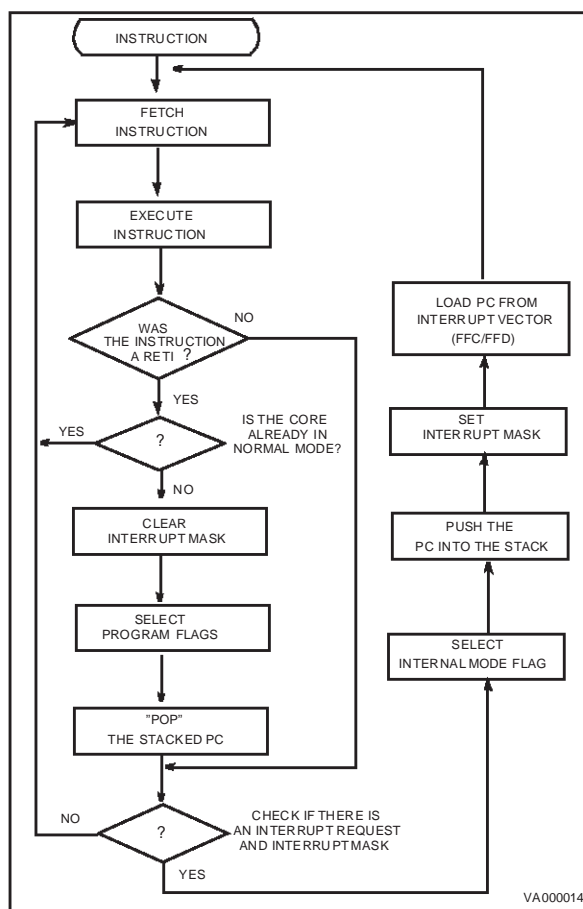 INSTRUCTION
FETCH
INSTRUCTION
EXECUTE
INSTRUCTION
WAS
THE INSTRUCTION
A RETI ?
NO
YES
?
YES
IS THE CORE
ALREADY IN
NORMAL MODE?
NO
CLEAR
INTERRUPT MASK
SELECT
PROGRAM FLAGS
"POP"
THE STACKED PC
?
NO
CHECK IF THERE IS
AN INTERRUPT REQUEST
AND INTERRUPT MASK
YES
LOAD PC FROM
INTERRUPT VECTOR
(FFC/FFD)
SET
INTERRUPT MASK
PUSH THE
PC INTO THE STACK
SELECT
INTERNAL MODE FLAG
VA000014